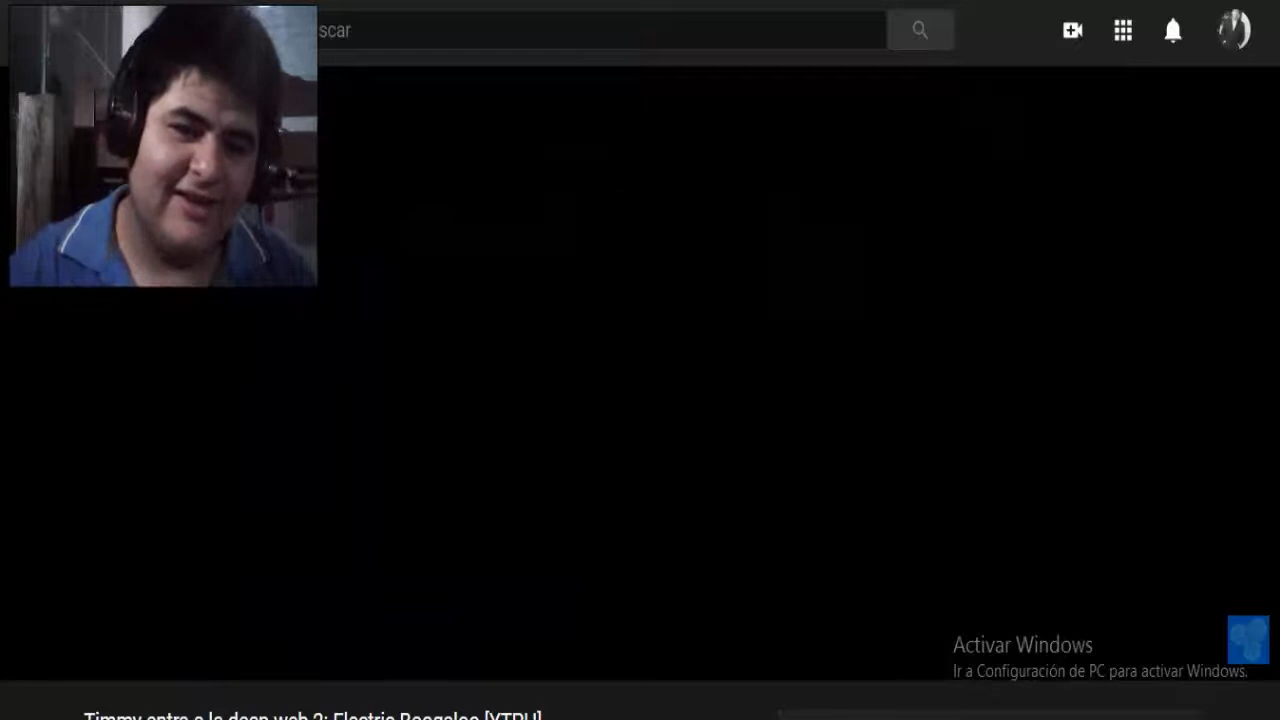 scar
Activar Windows
Ir a Configuración de PC para activar Windows.
Timmy entra a la deep web 2: Electric Boogaloo [YTPH]